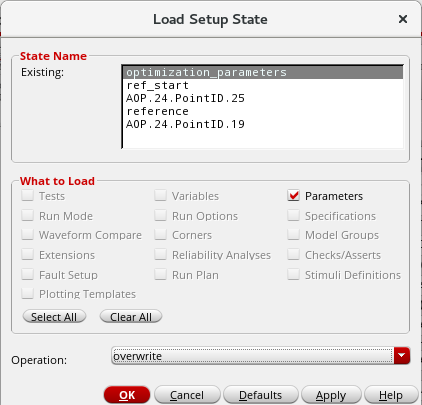 Load Setup State
State Name
Existing:
optimization_parameters
ref_start
AOP.24.PointID.25
reference
AOP.24.PointID.19
What to Load
Tests Variables Parameters
Run Mode Run Options Specifications
Waveform Compare Corners Model Groups
Extensions Reliability Analyses Checks/Asserts
Fault Setup Run Plan Stimuli Definitions
Plotting Templates
Select All Clear All
Operation: overwrite
OK Cancel Defaults Apply Help